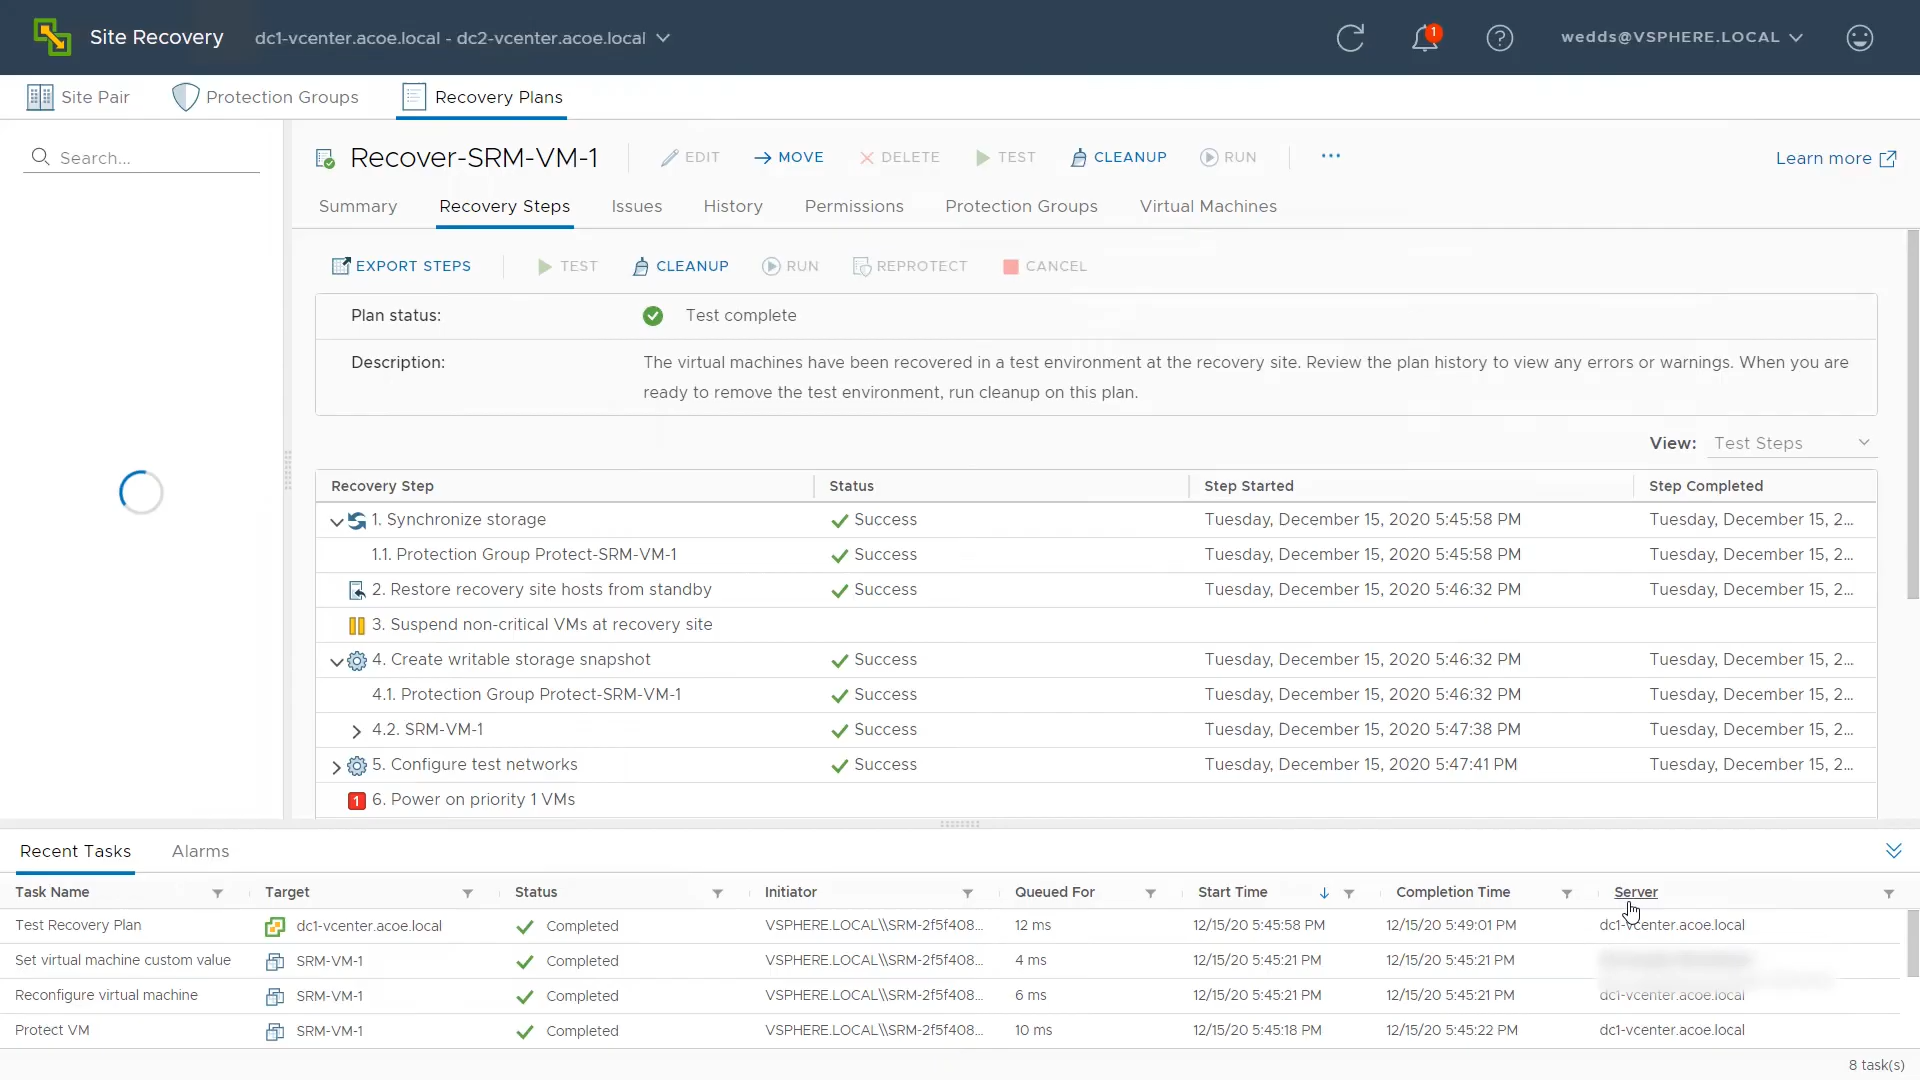 Site Recovery dc1-vcenter.acoe.local - dc2-vcenter.acoe.local 1 wedds@VSPHERE.LOCAL
Site Pair Protection Groups Recovery Plans
Search...
Recover-SRM-VM-1 EDIT MOVE DELETE TEST CLEANUP RUN ... Learn more
Summary Recovery Steps Issues History Permissions Protection Groups Virtual Machines
EXPORT STEPS TEST CLEANUP RUN REPROTECT CANCEL
Plan status: Test complete
Description: The virtual machines have been recovered in a test environment at the recovery site. Review the plan history to view any errors or warnings. When you are
ready to remove the test environment, run cleanup on this plan.
View: Test Steps
Recovery Step Status Step Started Step Completed
1. Synchronize storage Success Tuesday, December 15, 2020 5:45:58 PM Tuesday, December 15, 2...
1.1. Protection Group Protect-SRM-VM-1 Success Tuesday, December 15, 2020 5:45:58 PM Tuesday, December 15, 2...
2. Restore recovery site hosts from standby Success Tuesday, December 15, 2020 5:46:32 PM Tuesday, December 15, 2...
3. Suspend non-critical VMs at recovery site
4. Create writable storage snapshot Success Tuesday, December 15, 2020 5:46:32 PM Tuesday, December 15, 2...
4.1. Protection Group Protect-SRM-VM-1 Success Tuesday, December 15, 2020 5:46:32 PM Tuesday, December 15, 2...
4.2. SRM-VM-1 Success Tuesday, December 15, 2020 5:47:38 PM Tuesday, December 15, 2...
5. Configure test networks Success Tuesday, December 15, 2020 5:47:41 PM Tuesday, December 15, 2...
1 6. Power on priority 1 VMs
Recent Tasks Alarms
Task Name Target Status Initiator Queued For Start Time Completion Time Server
Test Recovery Plan dc1-vcenter.acoe.local Completed VSPHERE.LOCAL\\SRM-2f5f408... 12 ms 12/15/20 5:45:58 PM 12/15/20 5:49:01 PM dc1-vcenter.acoe.local
Set virtual machine custom value SRM-VM-1 Completed VSPHERE.LOCAL\\SRM-2f5f408... 4 ms 12/15/20 5:45:21 PM 12/15/20 5:45:21 PM
Reconfigure virtual machine SRM-VM-1 Completed VSPHERE.LOCAL\\SRM-2f5f408... 6 ms 12/15/20 5:45:21 PM 12/15/20 5:45:21 PM dc1-vcenter.acoe.local
Protect VM SRM-VM-1 Completed VSPHERE.LOCAL\\SRM-2f5f408... 10 ms 12/15/20 5:45:18 PM 12/15/20 5:45:22 PM dc1-vcenter.acoe.local
8 task(s)